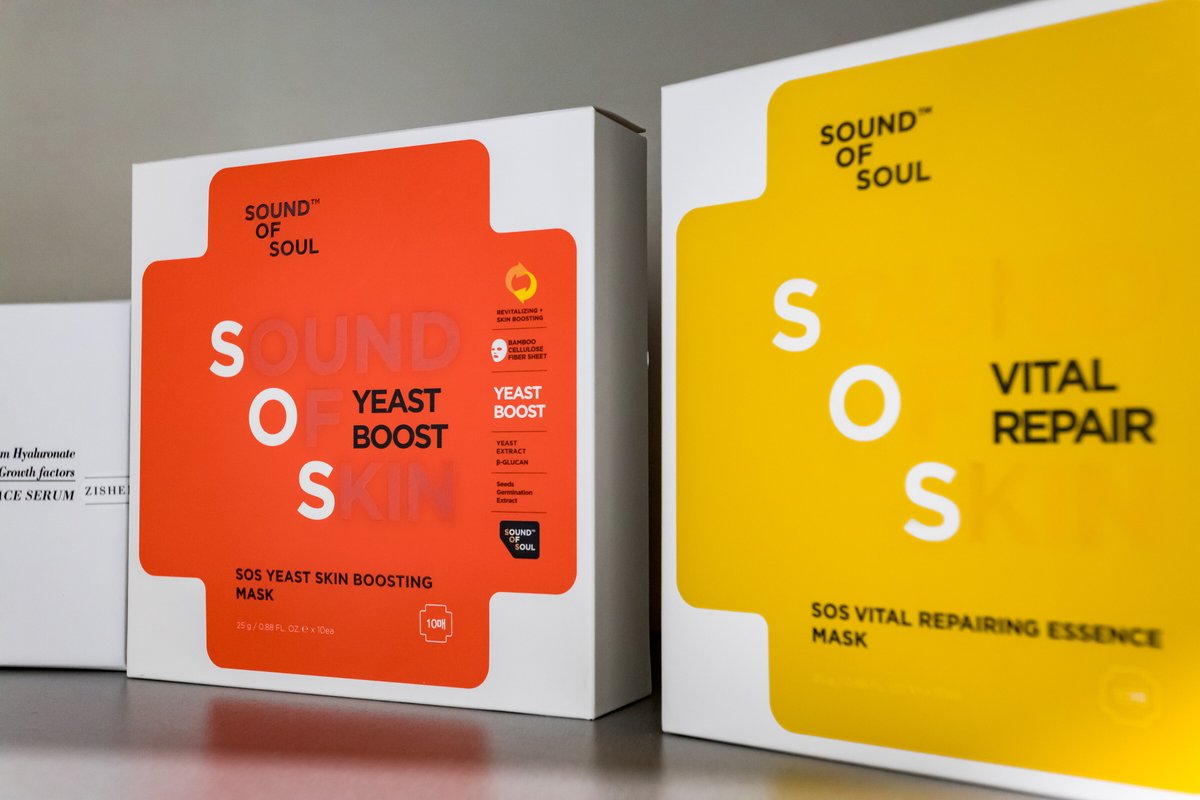 m Hyaluronate
Growth factors
ACE SERUM
ZISHE
SOUND™
OF
SOUL
SOUND
OF
SKIN
YEAST
BOOST
REVITALIZING +
SKIN BOOSTING
BAMBOO
CELLULOSE
FIBER SHEET
YEAST
BOOST
YEAST
EXTRACT
β-GLUCAN
Seeds
Germination
Extract
SOUND™
OF
SOUL
SOS YEAST SKIN BOOSTING
MASK
25 g / 0.88 FL. OZ. ℮ x 10ea
10매
SOUND™
OF
SOUL
S
O
SKIN
VITAL
REPAIR
SOS VITAL REPAIRING ESSENCE
MASK